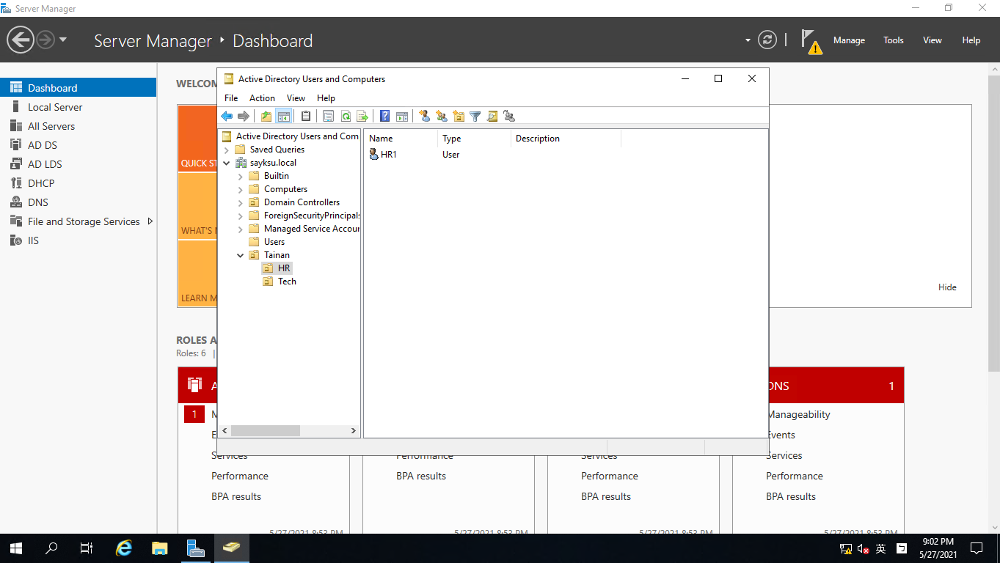 Server Manager
Server Manager • Dashboard
Manage Tools View Help
Dashboard
Local Server
All Servers
AD DS
AD LDS
DHCP
DNS
File and Storage Services
IIS
WELCOM
QUICK ST
WHAT'S
LEARN M
Hide
ROLES A
Roles: 6 |
A
1
M
E
Services
Performance
BPA results
5/27/2021 8:53 PM
Performance
BPA results
5/27/2021 8:53 PM
Services
Performance
BPA results
5/27/2021 8:53 PM
DNS 1
Manageability
Events
Services
Performance
BPA results
5/27/2021 8:53 PM
Active Directory Users and Computers
File Action View Help
Active Directory Users and Com
Saved Queries
sayksu.local
Builtin
Computers
Domain Controllers
ForeignSecurityPrincipals
Managed Service Accour
Users
Tainan
HR
Tech
Name Type Description
HR1 User
英
9:02 PM
5/27/2021